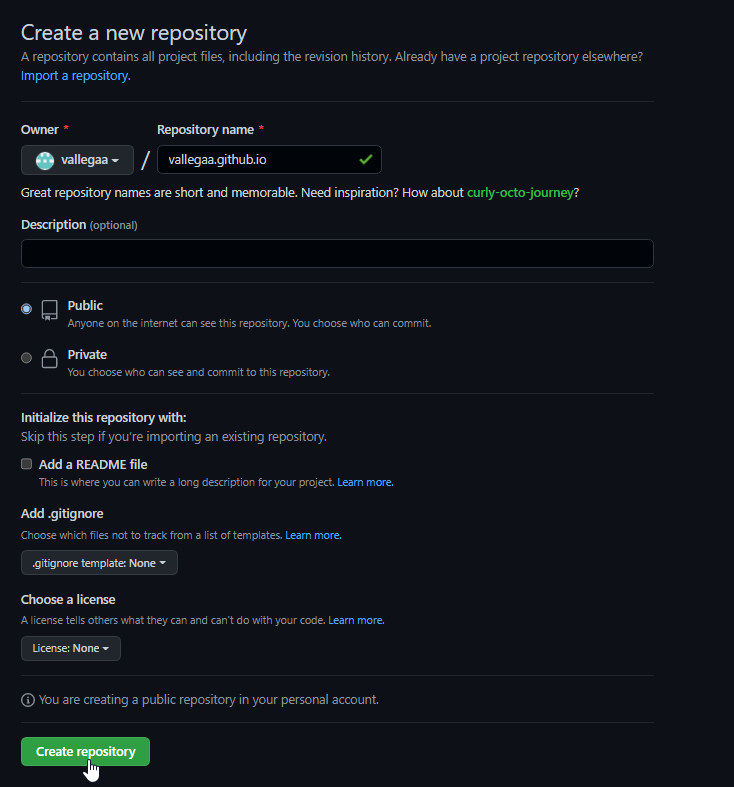 Create a new repository
A repository contains all project files, including the revision history. Already have a project repository elsewhere?
Import a repository.
Owner * Repository name *
vallegaa / vallegaa.github.io
Great repository names are short and memorable. Need inspiration? How about curly-octo-journey?
Description (optional)
Public
Anyone on the internet can see this repository. You choose who can commit.
Private
You choose who can see and commit to this repository.
Initialize this repository with:
Skip this step if you're importing an existing repository.
Add a README file
This is where you can write a long description for your project. Learn more.
Add .gitignore
Choose which files not to track from a list of templates. Learn more.
.gitignore template: None
Choose a license
A license tells others what they can and can't do with your code. Learn more.
License: None
You are creating a public repository in your personal account.
Create repository